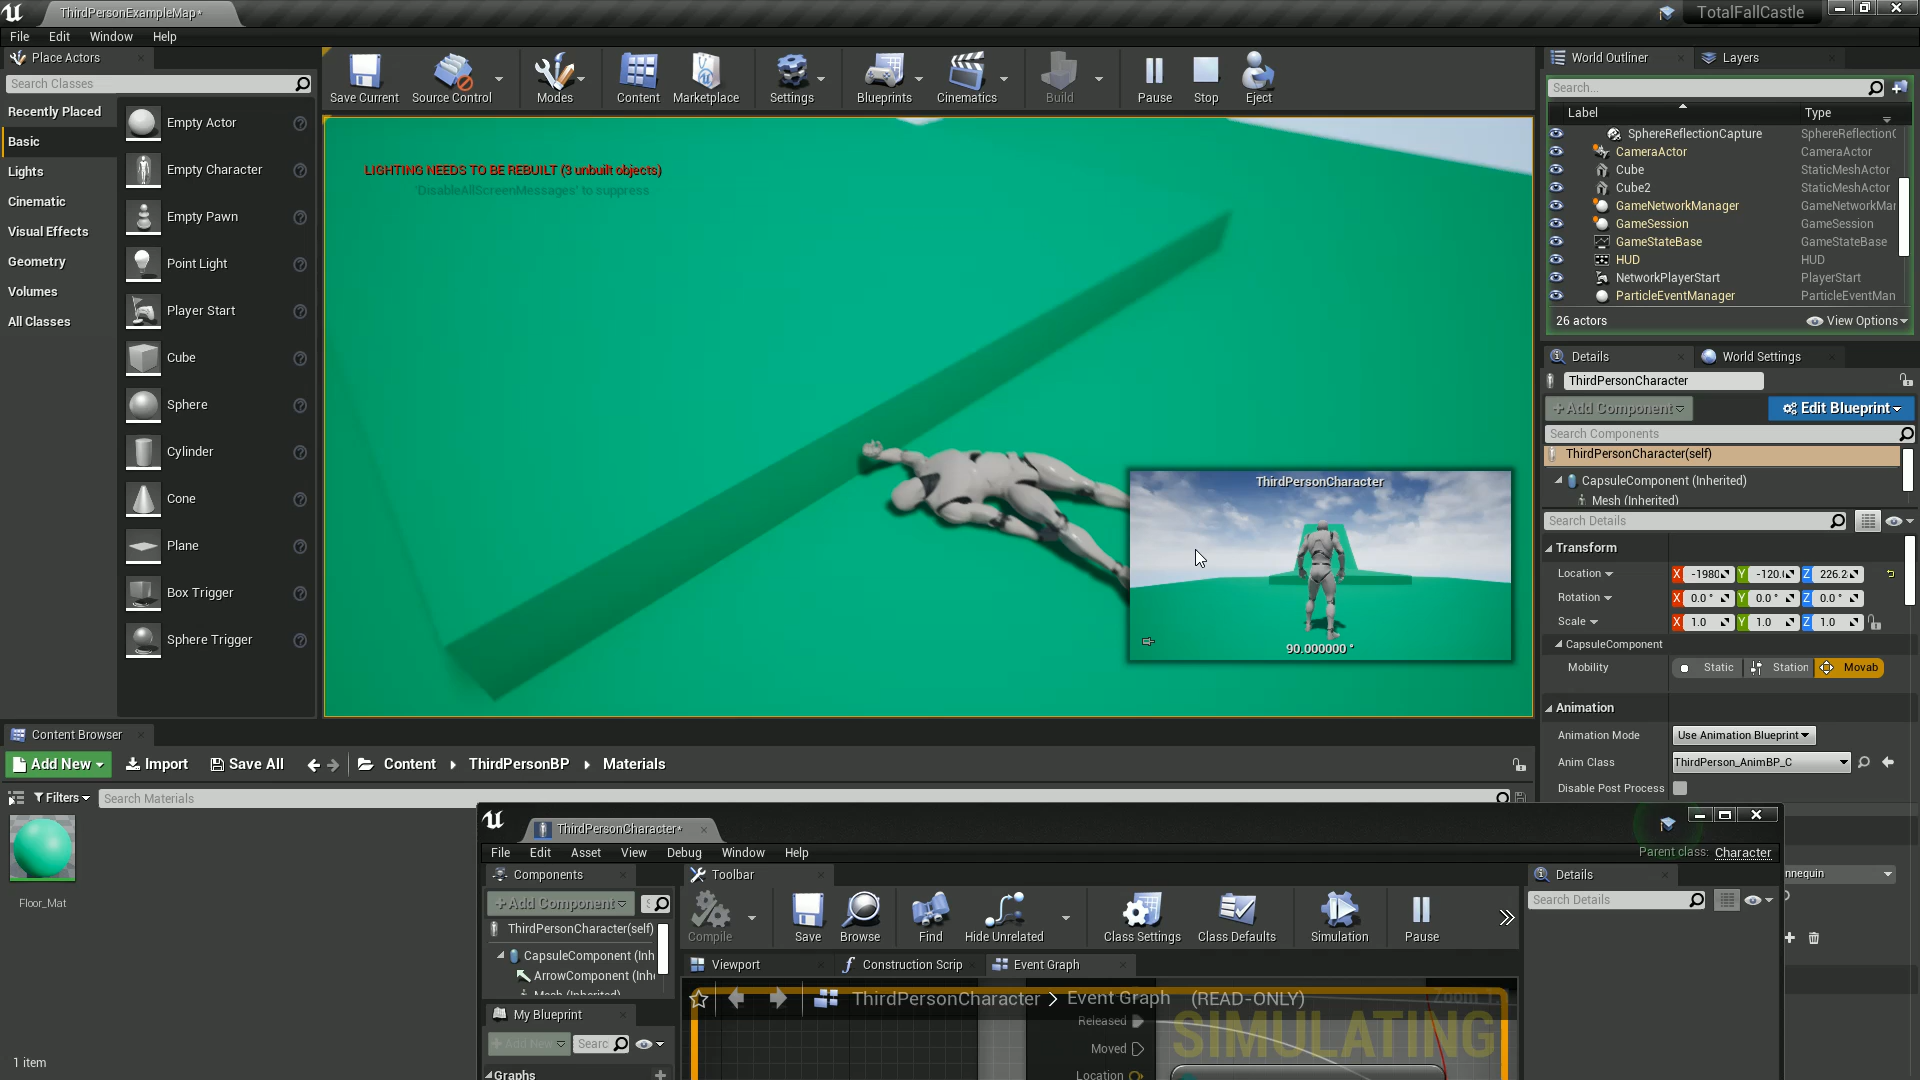 ThirdPersonExampleMap*
TotalFallCastle
File Edit Window Help
Place Actors
Search Classes
Recently Placed
Basic
Lights
Cinematic
Visual Effects
Geometry
Volumes
All Classes
Empty Actor
Empty Character
Empty Pawn
Point Light
Player Start
Cube
Sphere
Cylinder
Cone
Plane
Box Trigger
Sphere Trigger
Save Current Source Control Modes Content Marketplace Settings Blueprints Cinematics Build Pause Stop Eject
LIGHTING NEEDS TO BE REBUILT (3 unbuilt objects)
'DisableAllScreenMessages' to suppress
ThirdPersonCharacter
90.000000 °
World Outliner Layers
Search...
Label Type
SphereReflectionCapture SphereReflectionC
CameraActor CameraActor
Cube StaticMeshActor
Cube2 StaticMeshActor
GameNetworkManager GameNetworkMan
GameSession GameSession
GameStateBase GameStateBase
HUD HUD
NetworkPlayerStart PlayerStart
ParticleEventManager ParticleEventMan
26 actors View Options
Details World Settings
ThirdPersonCharacter
+Add Component Edit Blueprint
Search Components
ThirdPersonCharacter(self)
CapsuleComponent (Inherited)
Mesh (Inherited)
Search Details
Transform
Location X -1980 Y -120.( Z 226.2
Rotation X 0.0 ° Y 0.0 ° Z 0.0 °
Scale X 1.0 Y 1.0 Z 1.0
CapsuleComponent
Mobility Static Station Movab
Animation
Animation Mode Use Animation Blueprint
Anim Class ThirdPerson_AnimBP_C
Disable Post Process
nnequin
Content Browser
Add New Import Save All Content ThirdPersonBP Materials
Filters Search Materials
Floor_Mat
1 item
ThirdPersonCharacter*
File Edit Asset View Debug Window Help
Parent class: Character
Components
+Add Component S
ThirdPersonCharacter(self)
CapsuleComponent (Inh
ArrowComponent (Inhe
Mesh (Inherited)
My Blueprint
+Add New Searc
Graphs
Toolbar
Compile Save Browse Find Hide Unrelated Class Settings Class Defaults Simulation Pause
Viewport Construction Scrip Event Graph
ThirdPersonCharacter > Event Graph (READ-ONLY)
Released
Moved
Location
SIMULATING
Details
Search Details